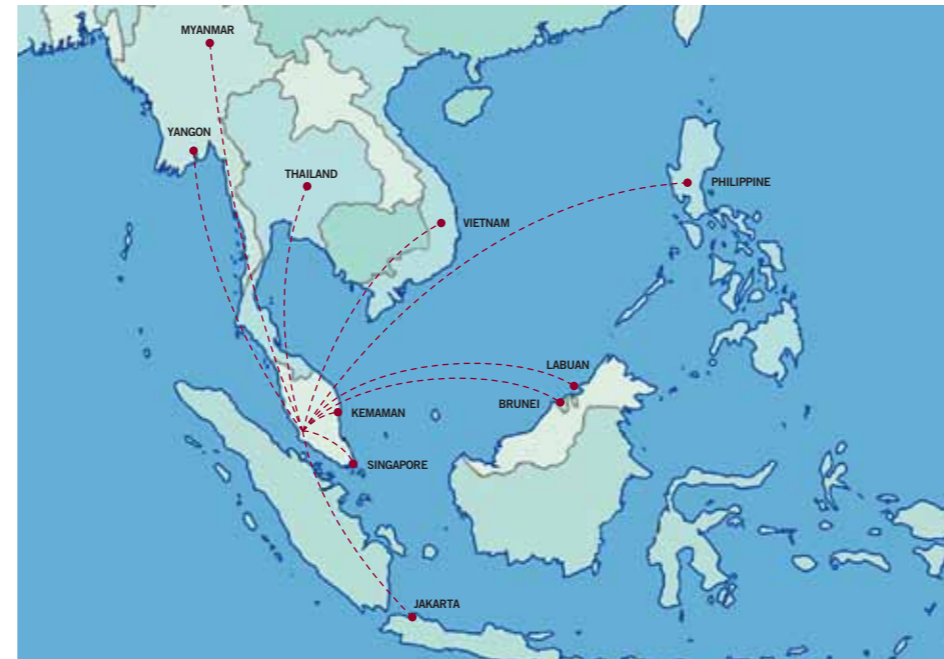 MYANMAR
YANGON
THAILAND
PHILIPPINE
VIETNAM
LABUAN
BRUNEI
KEMAMAN
SINGAPORE
JAKARTA